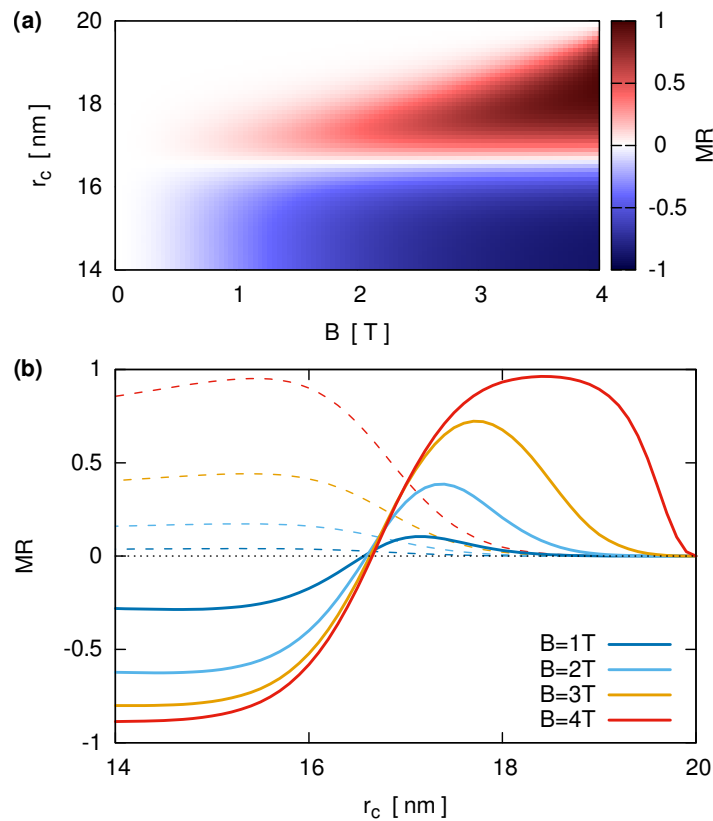 (a)
20
18
16
14
r_c [ nm ]
0 1 2 3 4
B [ T ]
1
0.5
0
-0.5
-1
MR
(b)
1
0.5
0
-0.5
-1
MR
B=1T
B=2T
B=3T
B=4T
14 16 18 20
r_c [ nm ]